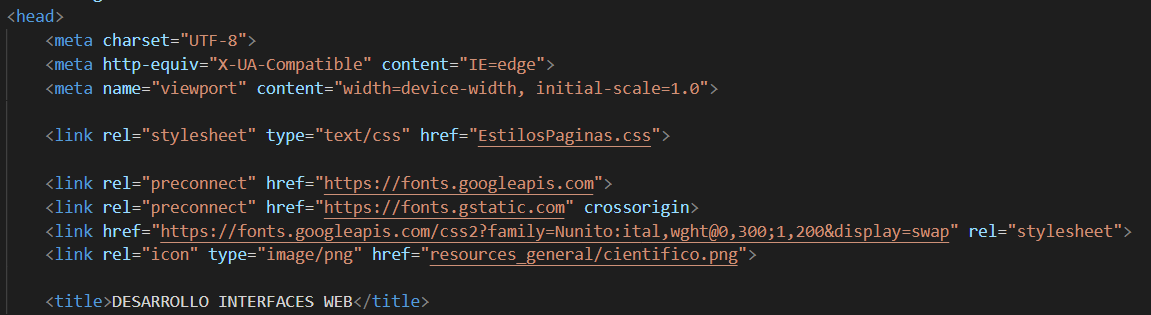 <head>
<meta charset="UTF-8">
<meta http-equiv="X-UA-Compatible" content="IE=edge">
<meta name="viewport" content="width=device-width, initial-scale=1.0">
<link rel="stylesheet" type="text/css" href="EstilosPaginas.css">
<link rel="preconnect" href="https://fonts.googleapis.com">
<link rel="preconnect" href="https://fonts.gstatic.com" crossorigin>
<link href="https://fonts.googleapis.com/css2?family=Nunito:ital,wght@0,300;1,200&display=swap" rel="stylesheet">
<link rel="icon" type="image/png" href="resources_general/cientifico.png">
<title>DESARROLLO INTERFACES WEB</title>